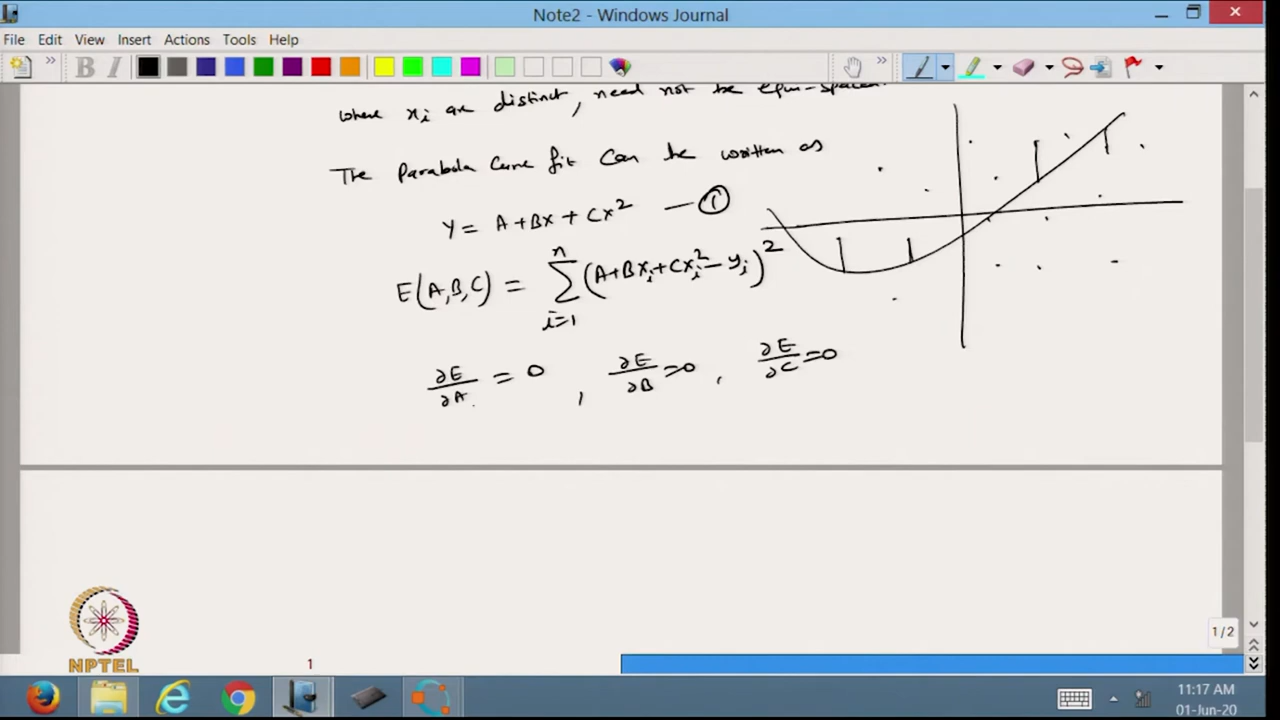 Note2 - Windows Journal
File Edit View Insert Actions Tools Help
B I
where xi are distinct, need not be equi-spaced.
The Parabola Curve fit can be written as
Y = A+Bx+Cx² — ①
E(A,B,C) = n∑i=1 (A+Bxi+Cxi²-yi)²
∂E/∂A = 0 , ∂E/∂B =0 , ∂E/∂C =0
1/2
NPTEL
1
11:17 AM
01-Jun-20